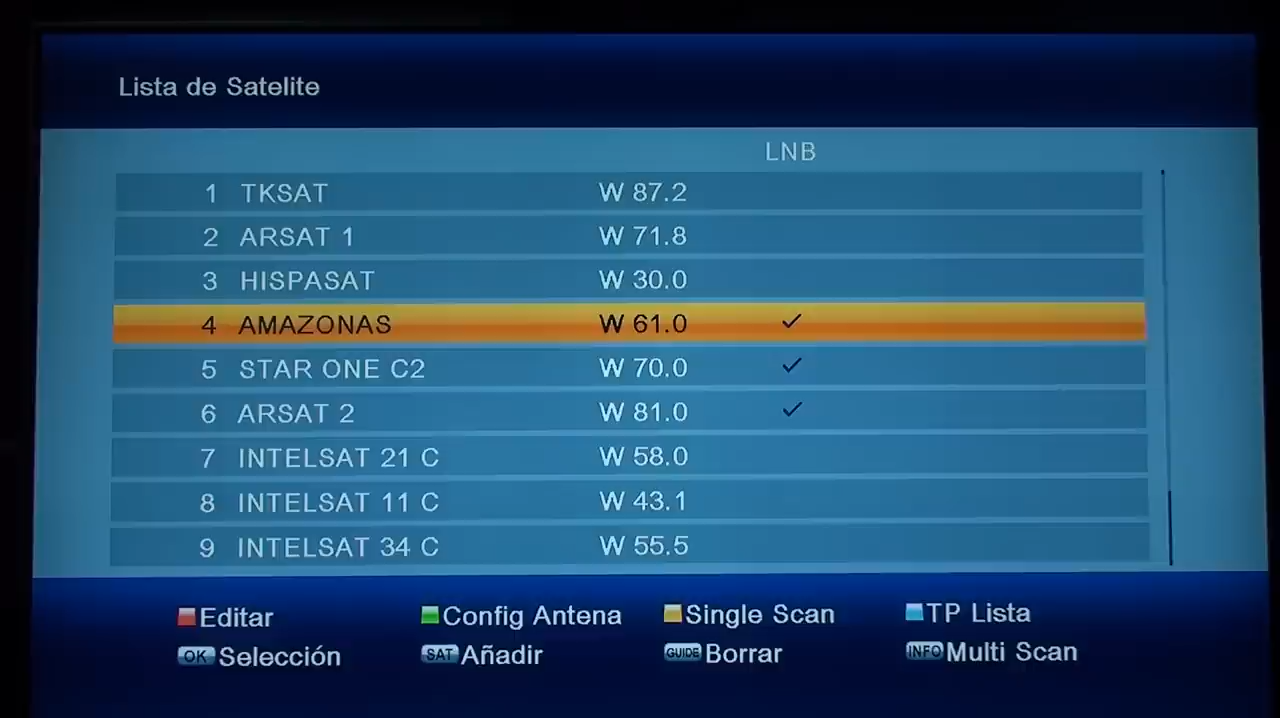 Lista de Satelite
LNB
1 TKSAT W 87.2
2 ARSAT 1 W 71.8
3 HISPASAT W 30.0
4 AMAZONAS W 61.0 ✓
5 STAR ONE C2 W 70.0 ✓
6 ARSAT 2 W 81.0 ✓
7 INTELSAT 21 C W 58.0
8 INTELSAT 11 C W 43.1
9 INTELSAT 34 C W 55.5
Editar Config Antena Single Scan TP Lista
OK Selección SAT Añadir GUIDE Borrar INFO Multi Scan